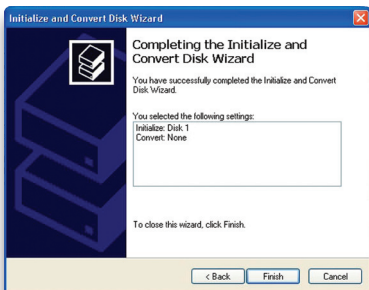 Initialize and Convert Disk Wizard
Completing the Initialize and
Convert Disk Wizard
You have successfully completed the Initialize and Convert
Disk Wizard.
You selected the following settings:
Initialize: Disk 1
Convert: None
To close this wizard, click Finish.
< Back
Finish
Cancel